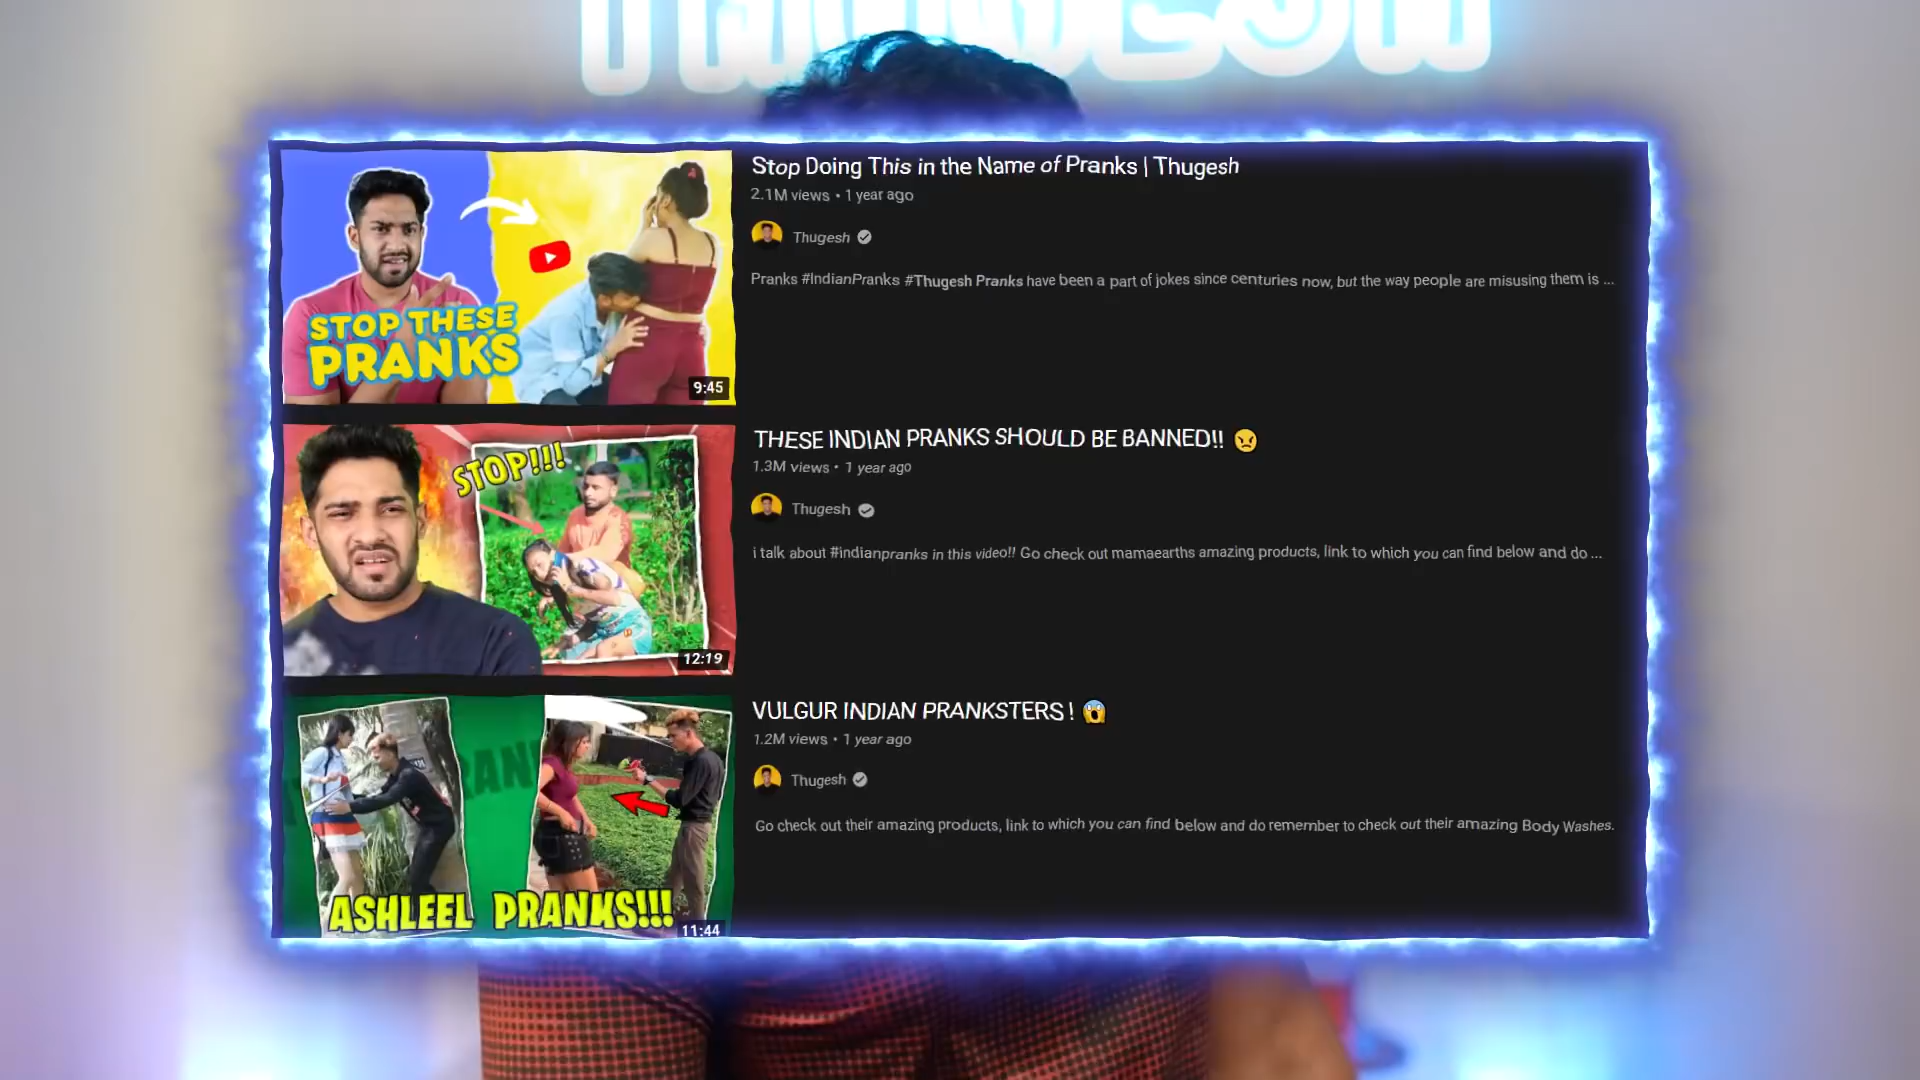 Stop Doing This in the Name of Pranks | Thugesh
2.1M views • 1 year ago
Thugesh
Pranks #IndianPranks #Thugesh Pranks have been a part of jokes since centuries now, but the way people are misusing them is ...
STOP THESE
PRANKS
9:45
THESE INDIAN PRANKS SHOULD BE BANNED!! 😠
1.3M views • 1 year ago
Thugesh
i talk about #indianpranks in this video!! Go check out mamaearths amazing products, link to which you can find below and do ...
STOP!!!
12:19
VULGUR INDIAN PRANKSTERS ! 😱
1.2M views • 1 year ago
Thugesh
Go check out their amazing products, link to which you can find below and do remember to check out their amazing Body Washes.
ASHLEEL PRANKS!!!
11:44